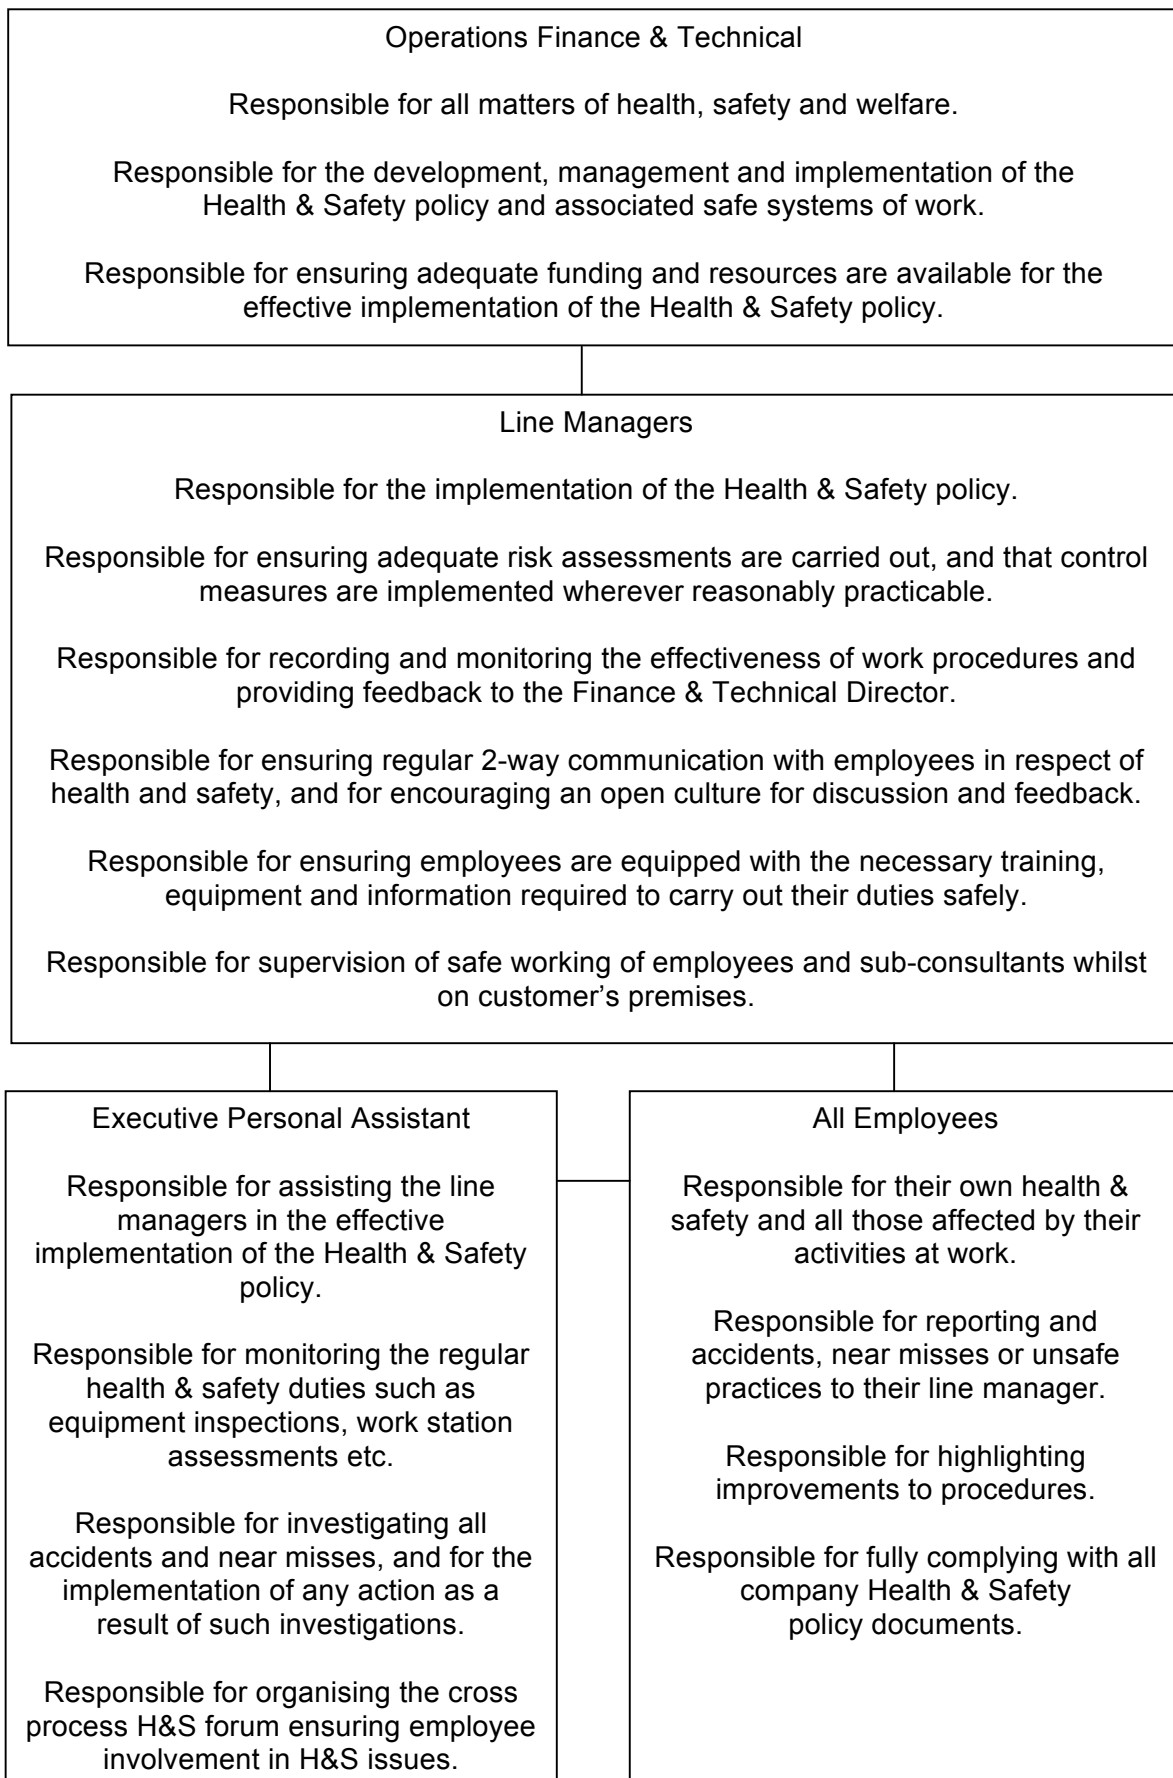 Operations Finance & Technical
Responsible for all matters of health, safety and welfare.
Responsible for the development, management and implementation of the
Health & Safety policy and associated safe systems of work.
Responsible for ensuring adequate funding and resources are available for the
effective implementation of the Health & Safety policy.
Line Managers
Responsible for the implementation of the Health & Safety policy.
Responsible for ensuring adequate risk assessments are carried out, and that control
measures are implemented wherever reasonably practicable.
Responsible for recording and monitoring the effectiveness of work procedures and
providing feedback to the Finance & Technical Director.
Responsible for ensuring regular 2-way communication with employees in respect of
health and safety, and for encouraging an open culture for discussion and feedback.
Responsible for ensuring employees are equipped with the necessary training,
equipment and information required to carry out their duties safely.
Responsible for supervision of safe working of employees and sub-consultants whilst
on customer’s premises.
Executive Personal Assistant
Responsible for assisting the line
managers in the effective
implementation of the Health & Safety
policy.
Responsible for monitoring the regular
health & safety duties such as
equipment inspections, work station
assessments etc.
Responsible for investigating all
accidents and near misses, and for the
implementation of any action as a
result of such investigations.
Responsible for organising the cross
process H&S forum ensuring employee
involvement in H&S issues.
All Employees
Responsible for their own health &
safety and all those affected by their
activities at work.
Responsible for reporting and
accidents, near misses or unsafe
practices to their line manager.
Responsible for highlighting
improvements to procedures.
Responsible for fully complying with all
company Health & Safety
policy documents.